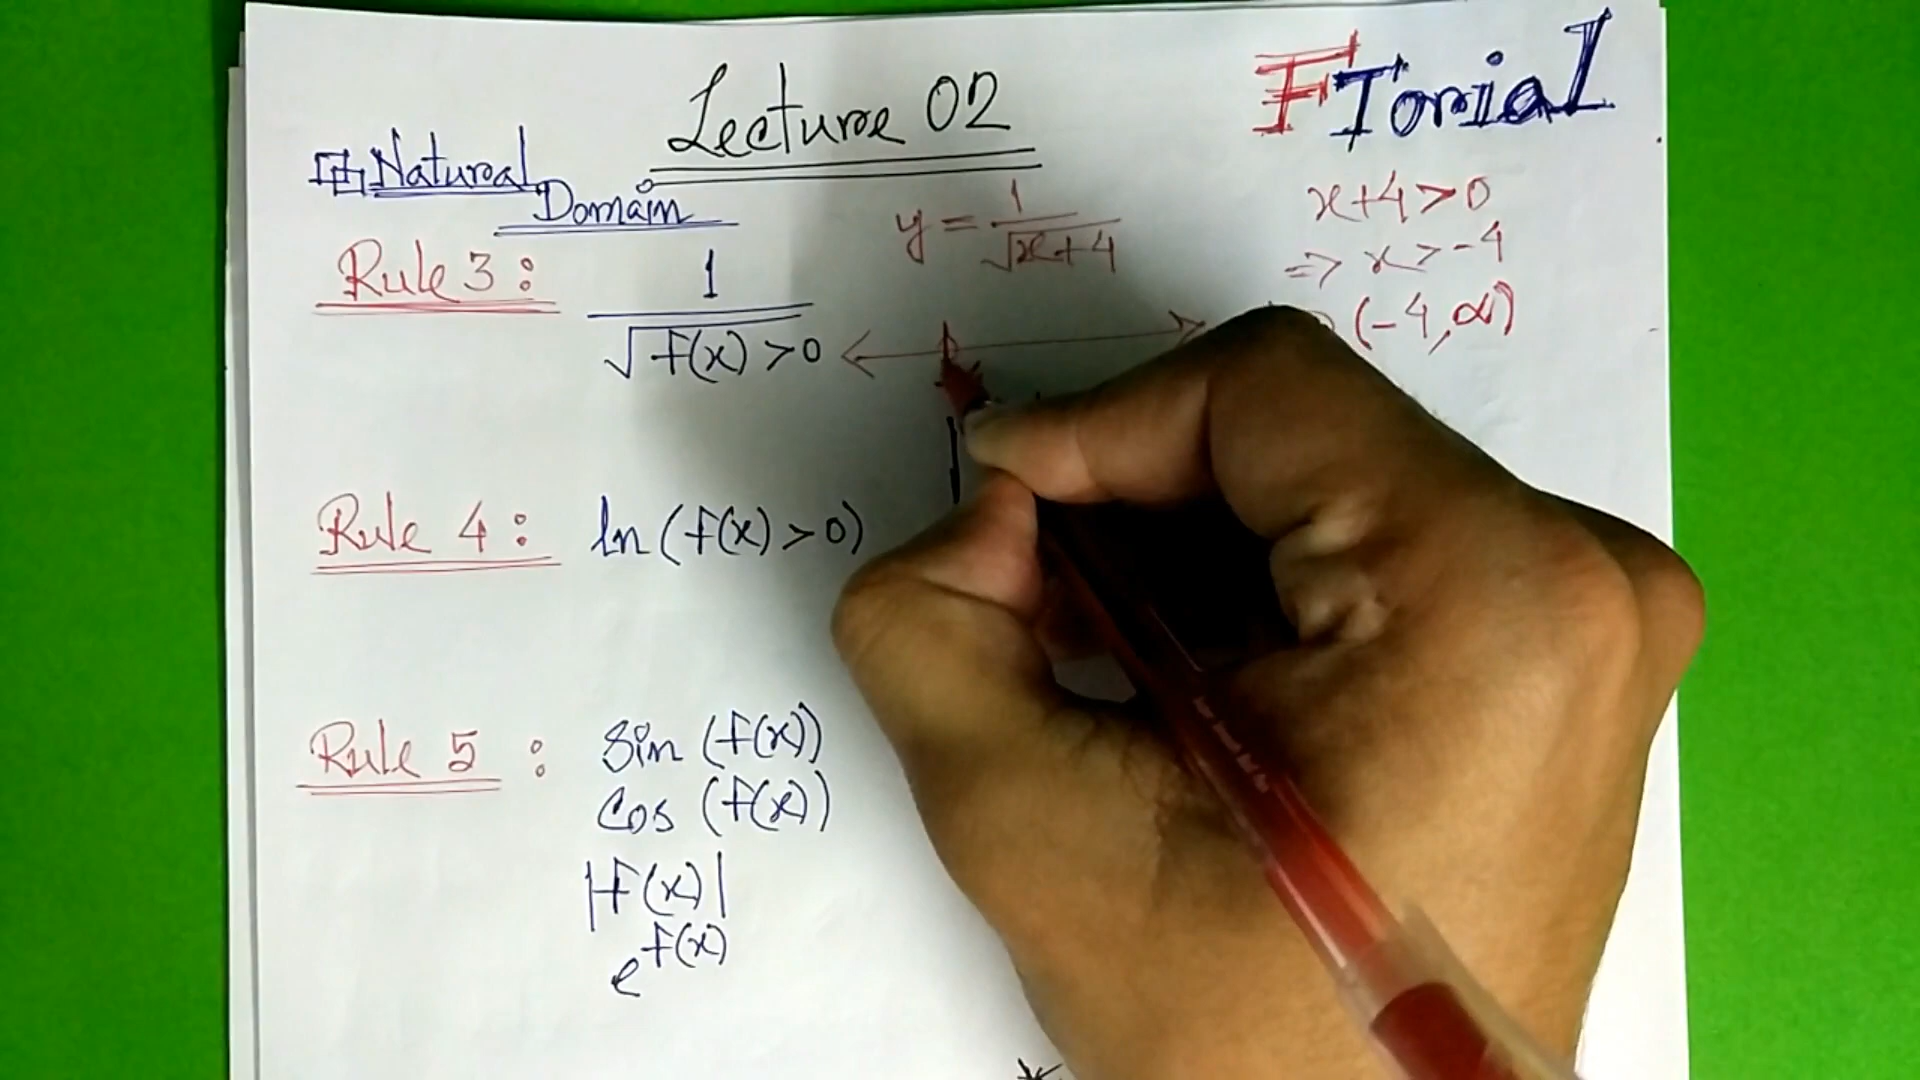 Lecture 02
FTorial
Natural
Domain
Rule 3 :
1
√f(x) > 0
y = 1
√x+4
x+4 > 0
=> x > -4
(-4, ∞)
Rule 4 : ln (f(x) > 0)
Rule 5 : Sin (f(x))
Cos (f(x))
|f(x)|
e^f(x)